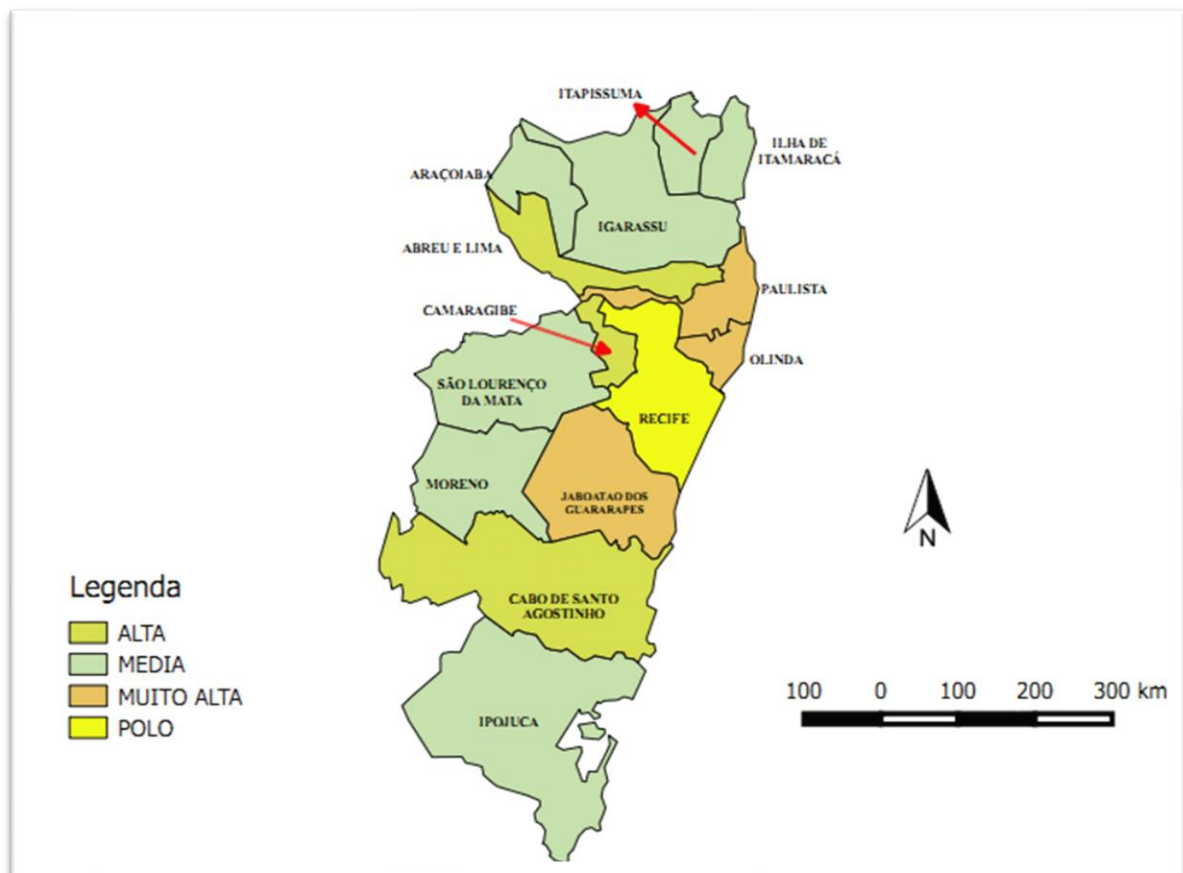 ITAPISSUMA
ILHA DE
ITAMARACÁ
ARAÇOIABA
IGARASSU
ABREU E LIMA
PAULISTA
CAMARAGIBE
OLINDA
SÃO LOURENÇO
DA MATA
RECIFE
MORENO
JABOATAO DOS
GUARARAPES
N
CABO DE SANTO
AGOSTINHO
IPOJUCA
Legenda
ALTA
MEDIA
MUITO ALTA
POLO
100 0 100 200 300 km